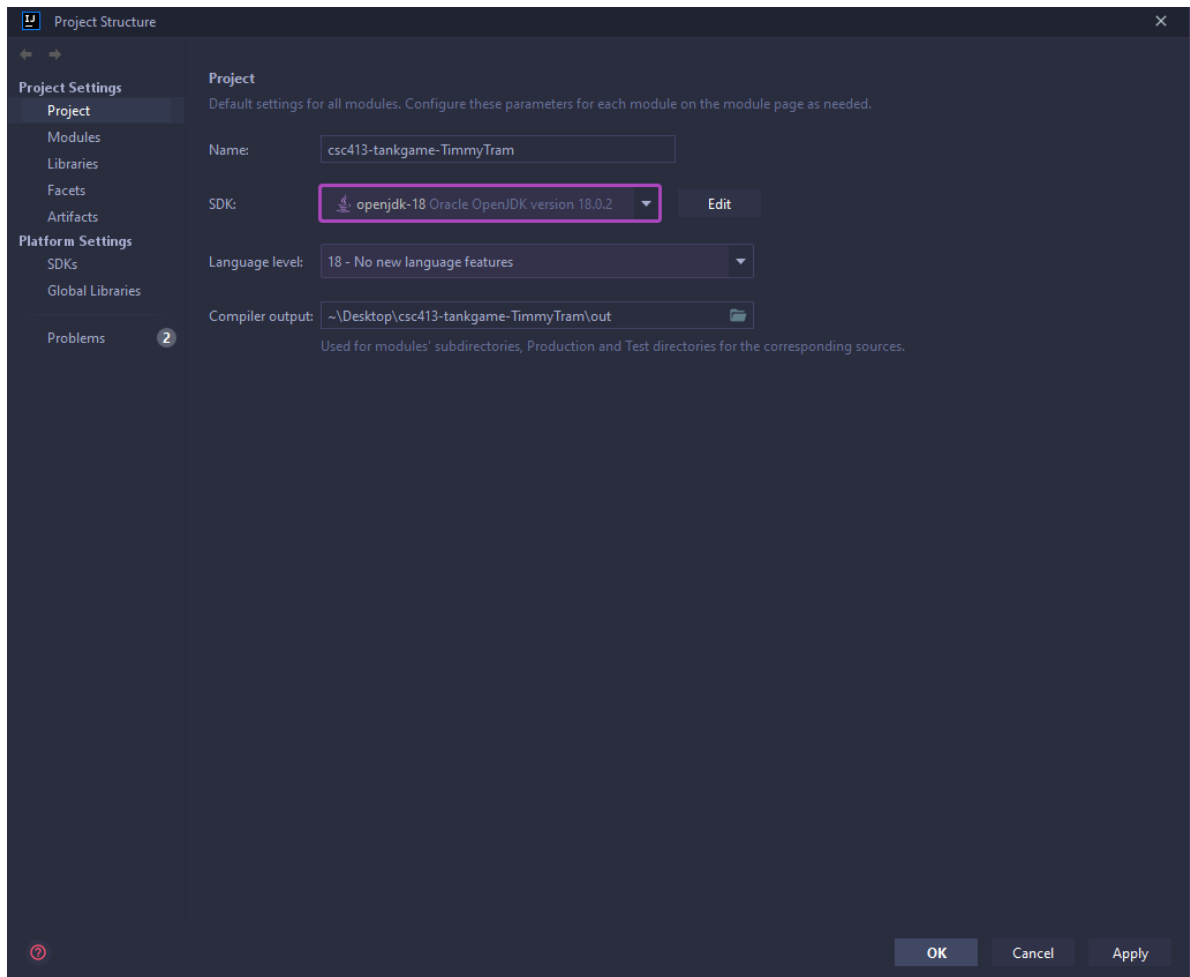 IJ Project Structure
Project Settings
Project
Modules
Libraries
Facets
Artifacts
Platform Settings
SDKs
Global Libraries
Problems 2
Project
Default settings for all modules. Configure these parameters for each module on the module page as needed.
Name: csc413-tankgame-TimmyTram
SDK: openjdk-18 Oracle OpenJDK version 18.0.2 Edit
Language level: 18 - No new language features
Compiler output: ~\Desktop\csc413-tankgame-TimmyTram\out
Used for modules' subdirectories, Production and Test directories for the corresponding sources.
? OK Cancel Apply